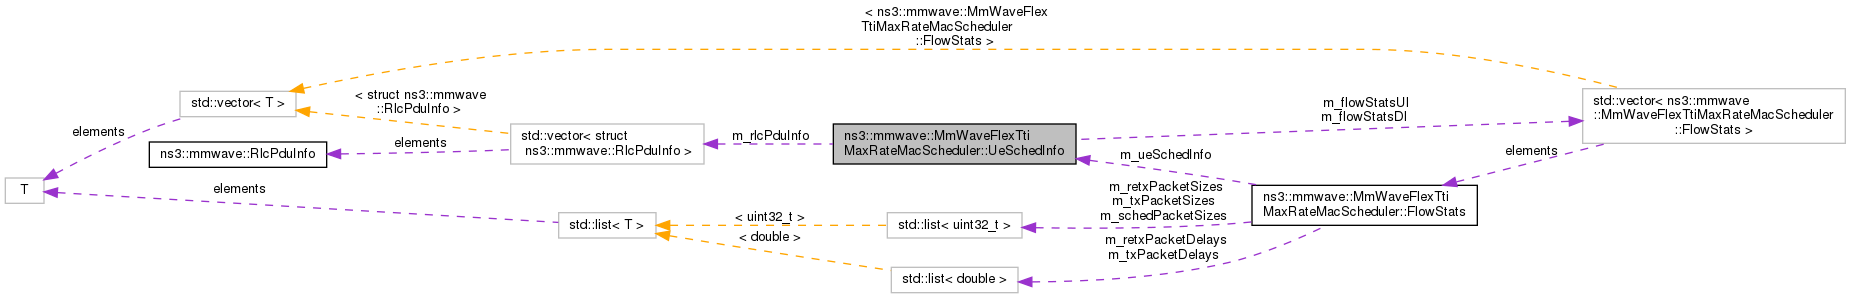 < ns3::mmwave::MmWaveFlex
TtiMaxRateMacScheduler
::FlowStats >
std::vector< T >
< struct ns3::mmwave
::RlcPduInfo >
elements
ns3::mmwave::RlcPduInfo
elements
std::vector< struct
ns3::mmwave::RlcPduInfo >
m_rlcPduInfo
ns3::mmwave::MmWaveFlexTti
MaxRateMacScheduler::UeSchedInfo
m_flowStatsUl
m_flowStatsDl
std::vector< ns3::mmwave
::MmWaveFlexTtiMaxRateMacScheduler
::FlowStats >
m_ueSchedInfo
elements
T
elements
std::list< T >
< uint32_t >
< double >
std::list< uint32_t >
m_retxPacketSizes
m_txPacketSizes
m_schedPacketSizes
ns3::mmwave::MmWaveFlexTti
MaxRateMacScheduler::FlowStats
m_retxPacketDelays
m_txPacketDelays
std::list< double >